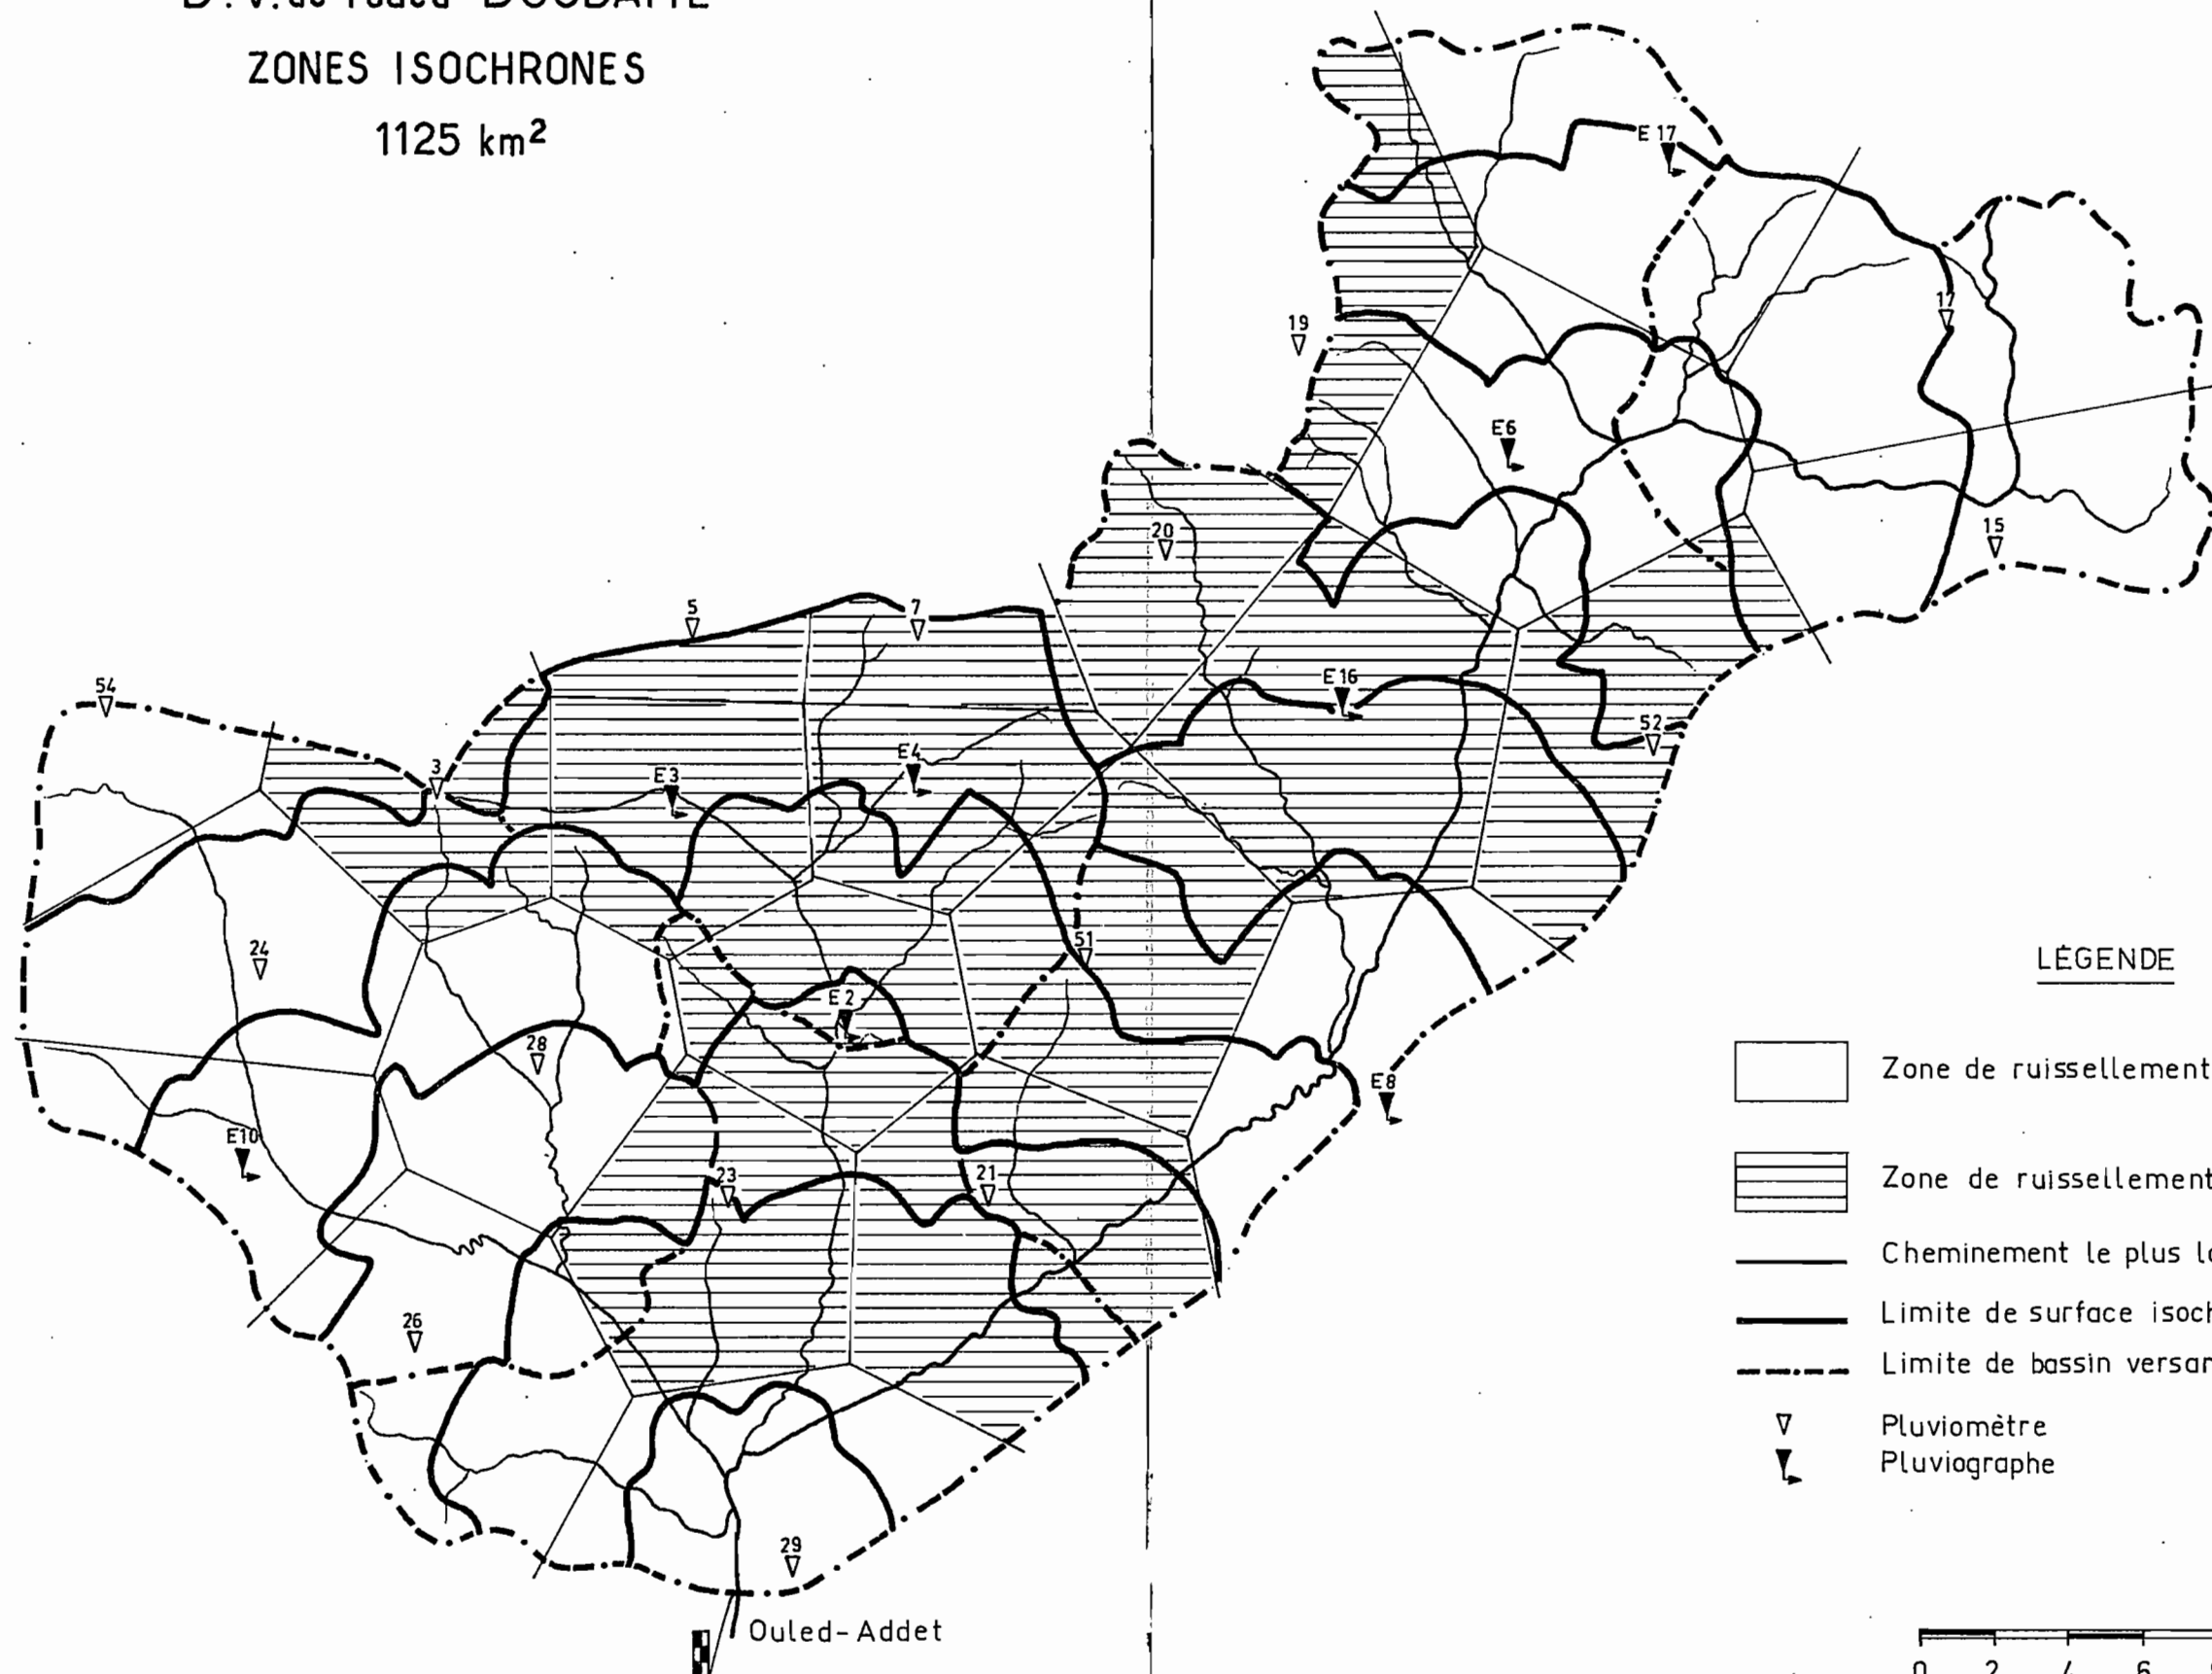 ZONES ISOCHRONES
1125 km²
E 17
17
19
E6
20
15
5
7
E 16
54
52
3
E3
E4
24
51
28
E 2
E8
E10
23
21
26
29
Ouled-Addet
LÉGENDE
Zone de ruissellement
Zone de ruissellement
Cheminement le plus
Limite de surface
Limite de bassin
Pluviomètre
Pluviographe
0 2 4 6